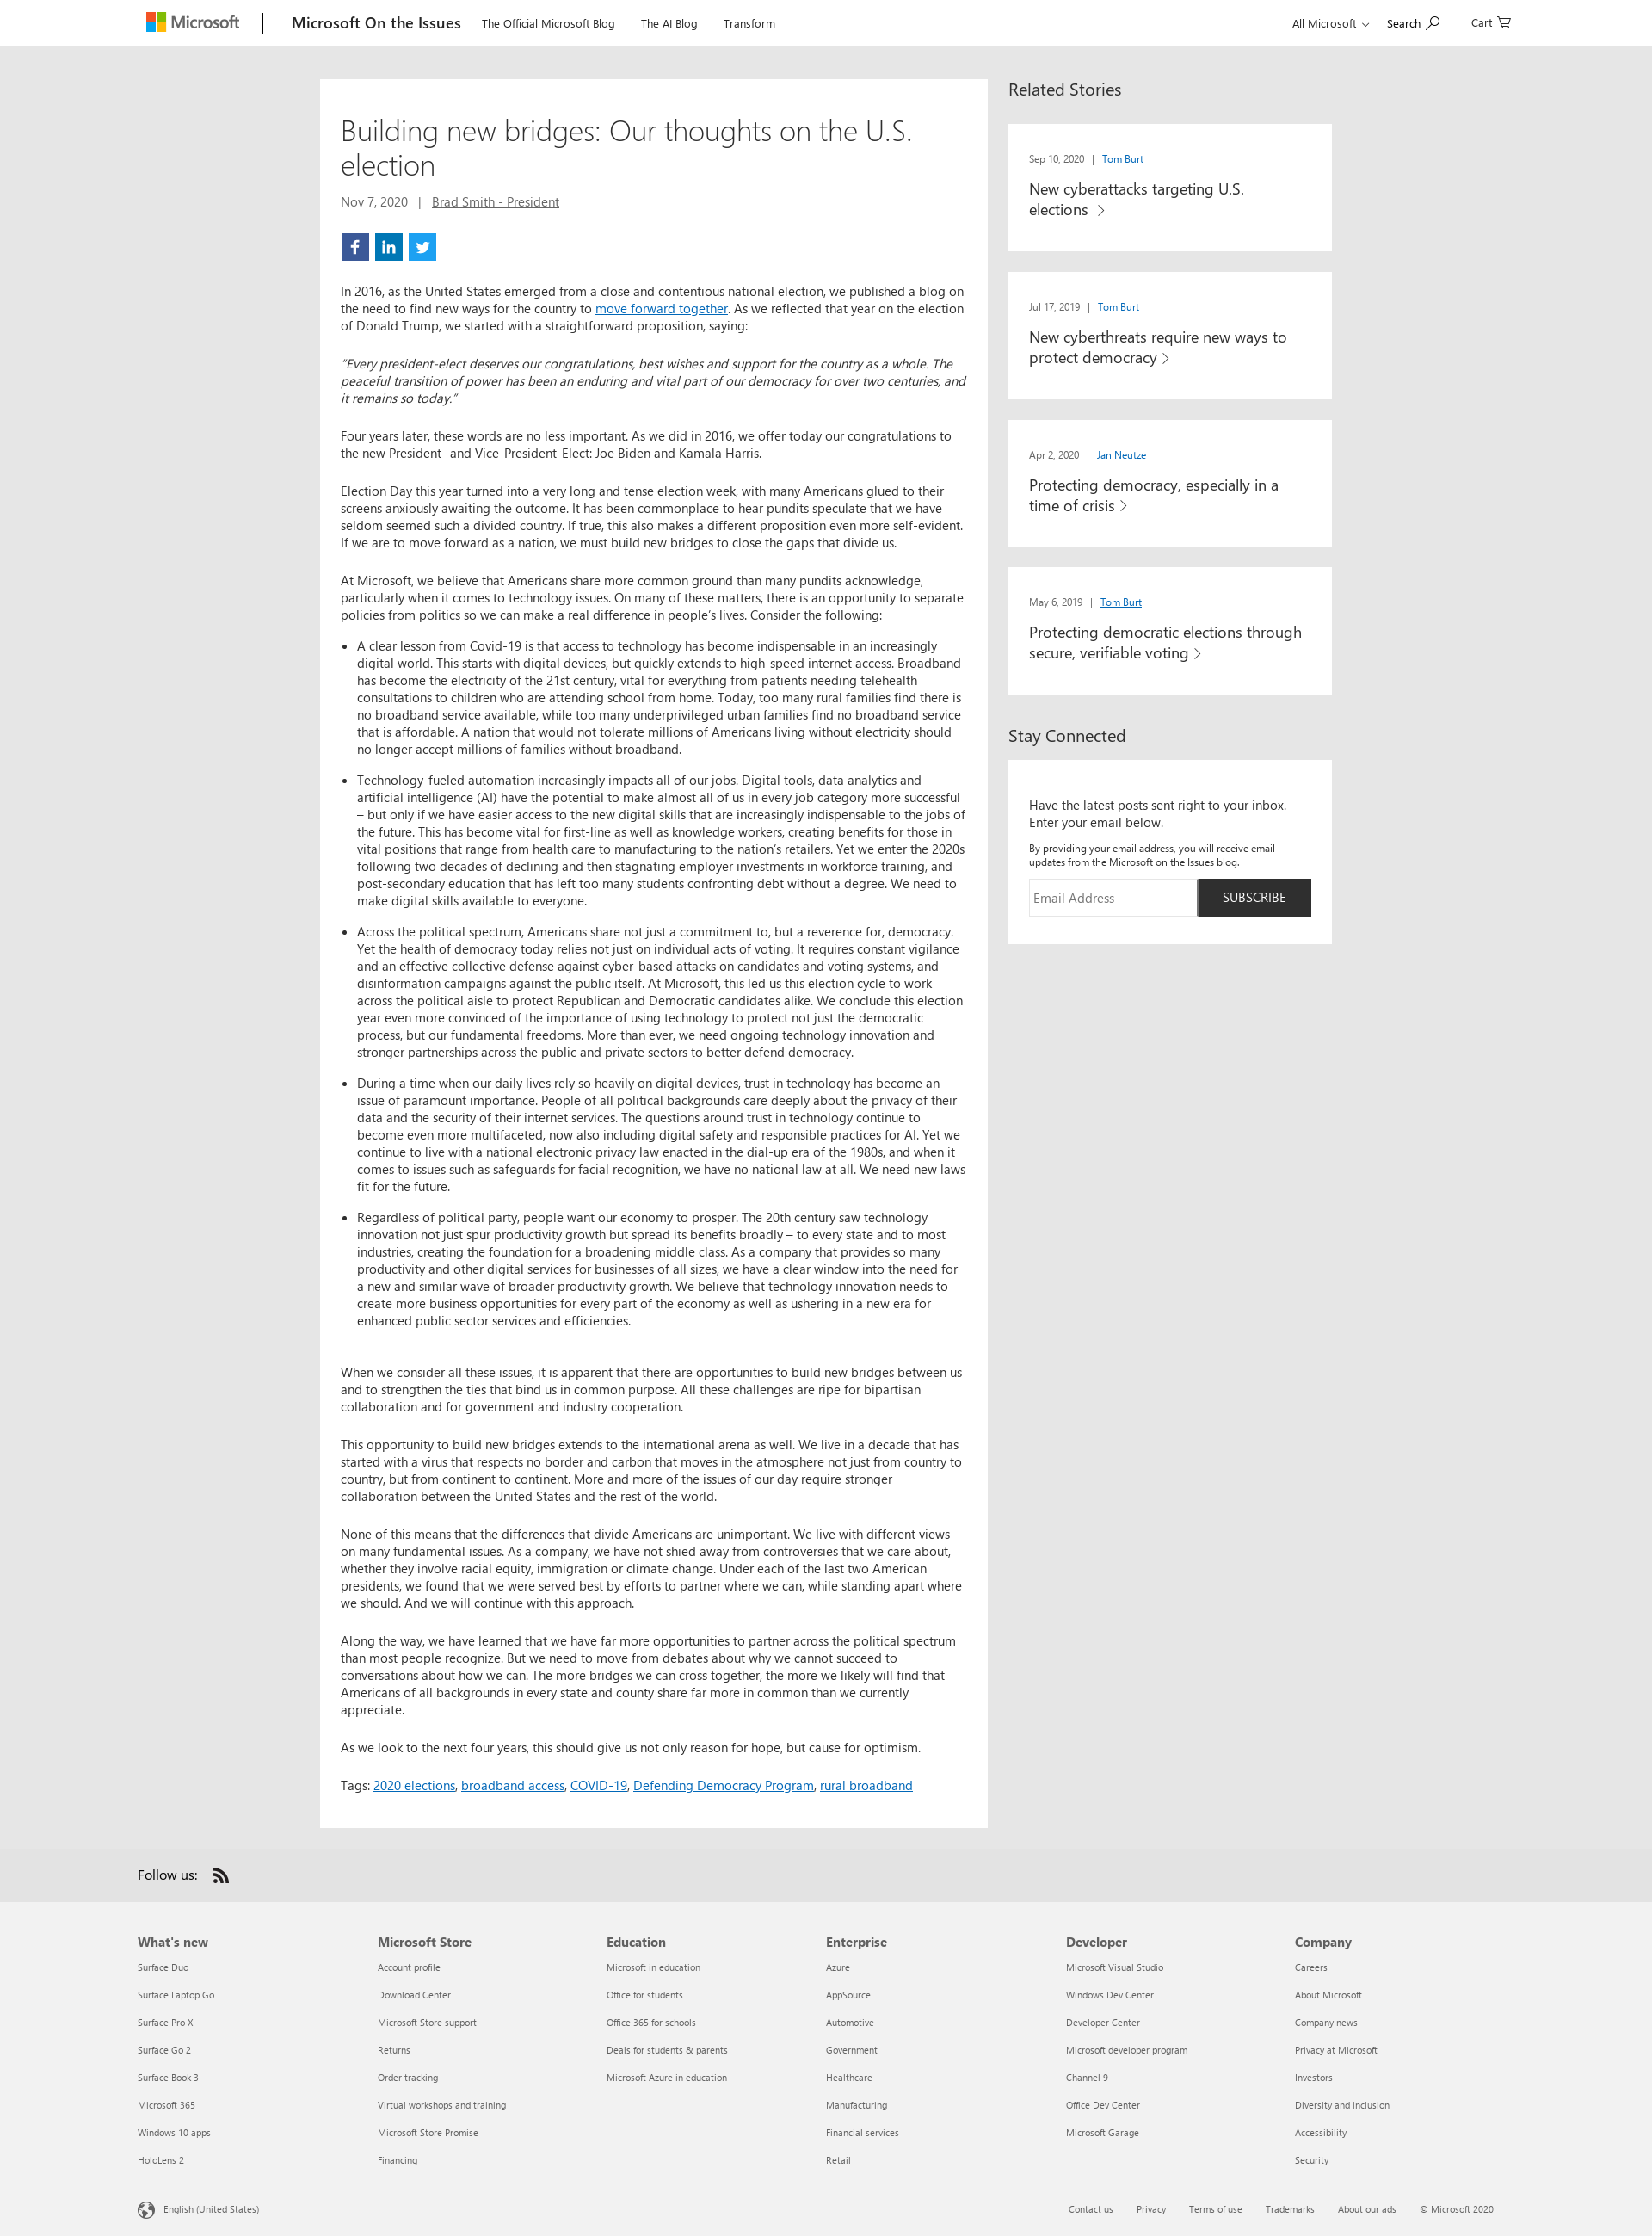 Microsoft
Microsoft On the Issues
The Official Microsoft Blog
The AI Blog
Transform
All Microsoft
Search
Cart
Building new bridges: Our thoughts on the U.S.
election
Nov 7, 2020 | Brad Smith - President
In 2016, as the United States emerged from a close and contentious national election, we published a blog on
the need to find new ways for the country to move forward together. As we reflected that year on the election
of Donald Trump, we started with a straightforward proposition, saying:
“Every president-elect deserves our congratulations, best wishes and support for the country as a whole. The
peaceful transition of power has been an enduring and vital part of our democracy for over two centuries, and
it remains so today.”
Four years later, these words are no less important. As we did in 2016, we offer today our congratulations to
the new President- and Vice-President-Elect: Joe Biden and Kamala Harris.
Election Day this year turned into a very long and tense election week, with many Americans glued to their
screens anxiously awaiting the outcome. It has been commonplace to hear pundits speculate that we have
seldom seemed such a divided country. If true, this also makes a different proposition even more self-evident.
If we are to move forward as a nation, we must build new bridges to close the gaps that divide us.
At Microsoft, we believe that Americans share more common ground than many pundits acknowledge,
particularly when it comes to technology issues. On many of these matters, there is an opportunity to separate
policies from politics so we can make a real difference in people’s lives. Consider the following:
• A clear lesson from Covid-19 is that access to technology has become indispensable in an increasingly
digital world. This starts with digital devices, but quickly extends to high-speed internet access. Broadband
has become the electricity of the 21st century, vital for everything from patients needing telehealth
consultations to children who are attending school from home. Today, too many rural families find there is
no broadband service available, while too many underprivileged urban families find no broadband service
that is affordable. A nation that would not tolerate millions of Americans living without electricity should
no longer accept millions of families without broadband.
• Technology-fueled automation increasingly impacts all of our jobs. Digital tools, data analytics and
artificial intelligence (AI) have the potential to make almost all of us in every job category more successful
– but only if we have easier access to the new digital skills that are increasingly indispensable to the jobs of
the future. This has become vital for first-line as well as knowledge workers, creating benefits for those in
vital positions that range from health care to manufacturing to the nation’s retailers. Yet we enter the 2020s
following two decades of declining and then stagnating employer investments in workforce training, and
post-secondary education that has left too many students confronting debt without a degree. We need to
make digital skills available to everyone.
• Across the political spectrum, Americans share not just a commitment to, but a reverence for, democracy.
Yet the health of democracy today relies not just on individual acts of voting. It requires constant vigilance
and an effective collective defense against cyber-based attacks on candidates and voting systems, and
disinformation campaigns against the public itself. At Microsoft, this led us this election cycle to work
across the political aisle to protect Republican and Democratic candidates alike. We conclude this election
year even more convinced of the importance of using technology to protect not just the democratic
process, but our fundamental freedoms. More than ever, we need ongoing technology innovation and
stronger partnerships across the public and private sectors to better defend democracy.
• During a time when our daily lives rely so heavily on digital devices, trust in technology has become an
issue of paramount importance. People of all political backgrounds care deeply about the privacy of their
data and the security of their internet services. The questions around trust in technology continue to
become even more multifaceted, now also including digital safety and responsible practices for AI. Yet we
continue to live with a national electronic privacy law enacted in the dial-up era of the 1980s, and when it
comes to issues such as safeguards for facial recognition, we have no national law at all. We need new laws
fit for the future.
• Regardless of political party, people want our economy to prosper. The 20th century saw technology
innovation not just spur productivity growth but spread its benefits broadly – to every state and to most
industries, creating the foundation for a broadening middle class. As a company that provides so many
productivity and other digital services for businesses of all sizes, we have a clear window into the need for
a new and similar wave of broader productivity growth. We believe that technology innovation needs to
create more business opportunities for every part of the economy as well as ushering in a new era for
enhanced public sector services and efficiencies.
When we consider all these issues, it is apparent that there are opportunities to build new bridges between us
and to strengthen the ties that bind us in common purpose. All these challenges are ripe for bipartisan
collaboration and for government and industry cooperation.
This opportunity to build new bridges extends to the international arena as well. We live in a decade that has
started with a virus that respects no border and carbon that moves in the atmosphere not just from country to
country, but from continent to continent. More and more of the issues of our day require stronger
collaboration between the United States and the rest of the world.
None of this means that the differences that divide Americans are unimportant. We live with different views
on many fundamental issues. As a company, we have not shied away from controversies that we care about,
whether they involve racial equity, immigration or climate change. Under each of the last two American
presidents, we found that we were served best by efforts to partner where we can, while standing apart where
we should. And we will continue with this approach.
Along the way, we have learned that we have far more opportunities to partner across the political spectrum
than most people recognize. But we need to move from debates about why we cannot succeed to
conversations about how we can. The more bridges we can cross together, the more we likely will find that
Americans of all backgrounds in every state and county share far more in common than we currently
appreciate.
As we look to the next four years, this should give us not only reason for hope, but cause for optimism.
Tags: 2020 elections, broadband access, COVID-19, Defending Democracy Program, rural broadband
Related Stories
Sep 10, 2020 | Tom Burt
New cyberattacks targeting U.S.
elections
Jul 17, 2019 | Tom Burt
New cyberthreats require new ways to
protect democracy
Apr 2, 2020 | Jan Neutze
Protecting democracy, especially in a
time of crisis
May 6, 2019 | Tom Burt
Protecting democratic elections through
secure, verifiable voting
Stay Connected
Have the latest posts sent right to your inbox.
Enter your email below.
By providing your email address, you will receive email
updates from the Microsoft on the Issues blog.
Email Address
SUBSCRIBE
Follow us:
What's new
Surface Duo
Surface Laptop Go
Surface Pro X
Surface Go 2
Surface Book 3
Microsoft 365
Windows 10 apps
HoloLens 2
Microsoft Store
Account profile
Download Center
Microsoft Store support
Returns
Order tracking
Virtual workshops and training
Microsoft Store Promise
Financing
Education
Microsoft in education
Office for students
Office 365 for schools
Deals for students & parents
Microsoft Azure in education
Enterprise
Azure
AppSource
Automotive
Government
Healthcare
Manufacturing
Financial services
Retail
Developer
Microsoft Visual Studio
Windows Dev Center
Developer Center
Microsoft developer program
Channel 9
Office Dev Center
Microsoft Garage
Company
Careers
About Microsoft
Company news
Privacy at Microsoft
Investors
Diversity and inclusion
Accessibility
Security
English (United States)
Contact us
Privacy
Terms of use
Trademarks
About our ads
© Microsoft 2020